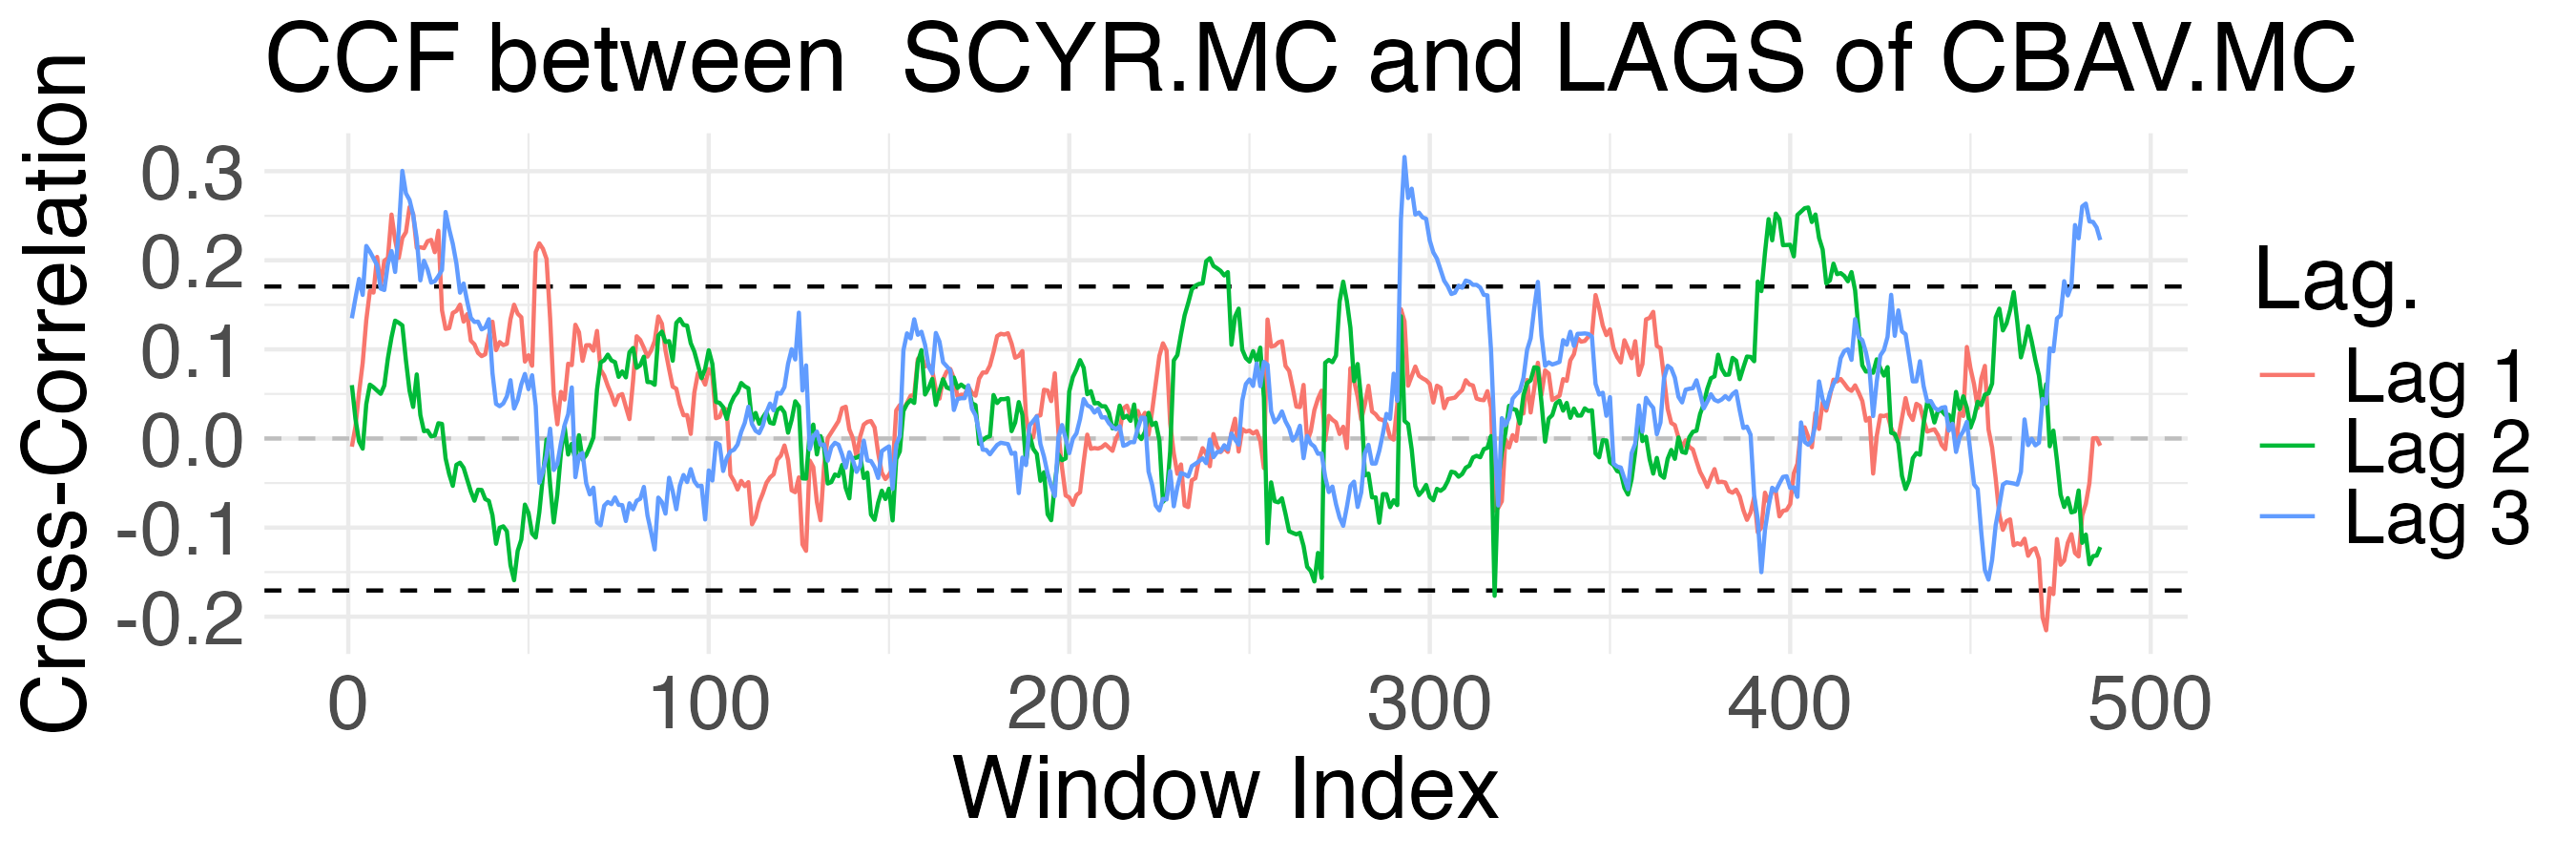 CCF between  SCYR.MC and LAGS of CBAV.MC
Cross-Correlation
0.3
0.2
0.1
0.0
-0.1
-0.2
0 100 200 300 400 500
Window Index
Lag.
Lag 1
Lag 2
Lag 3